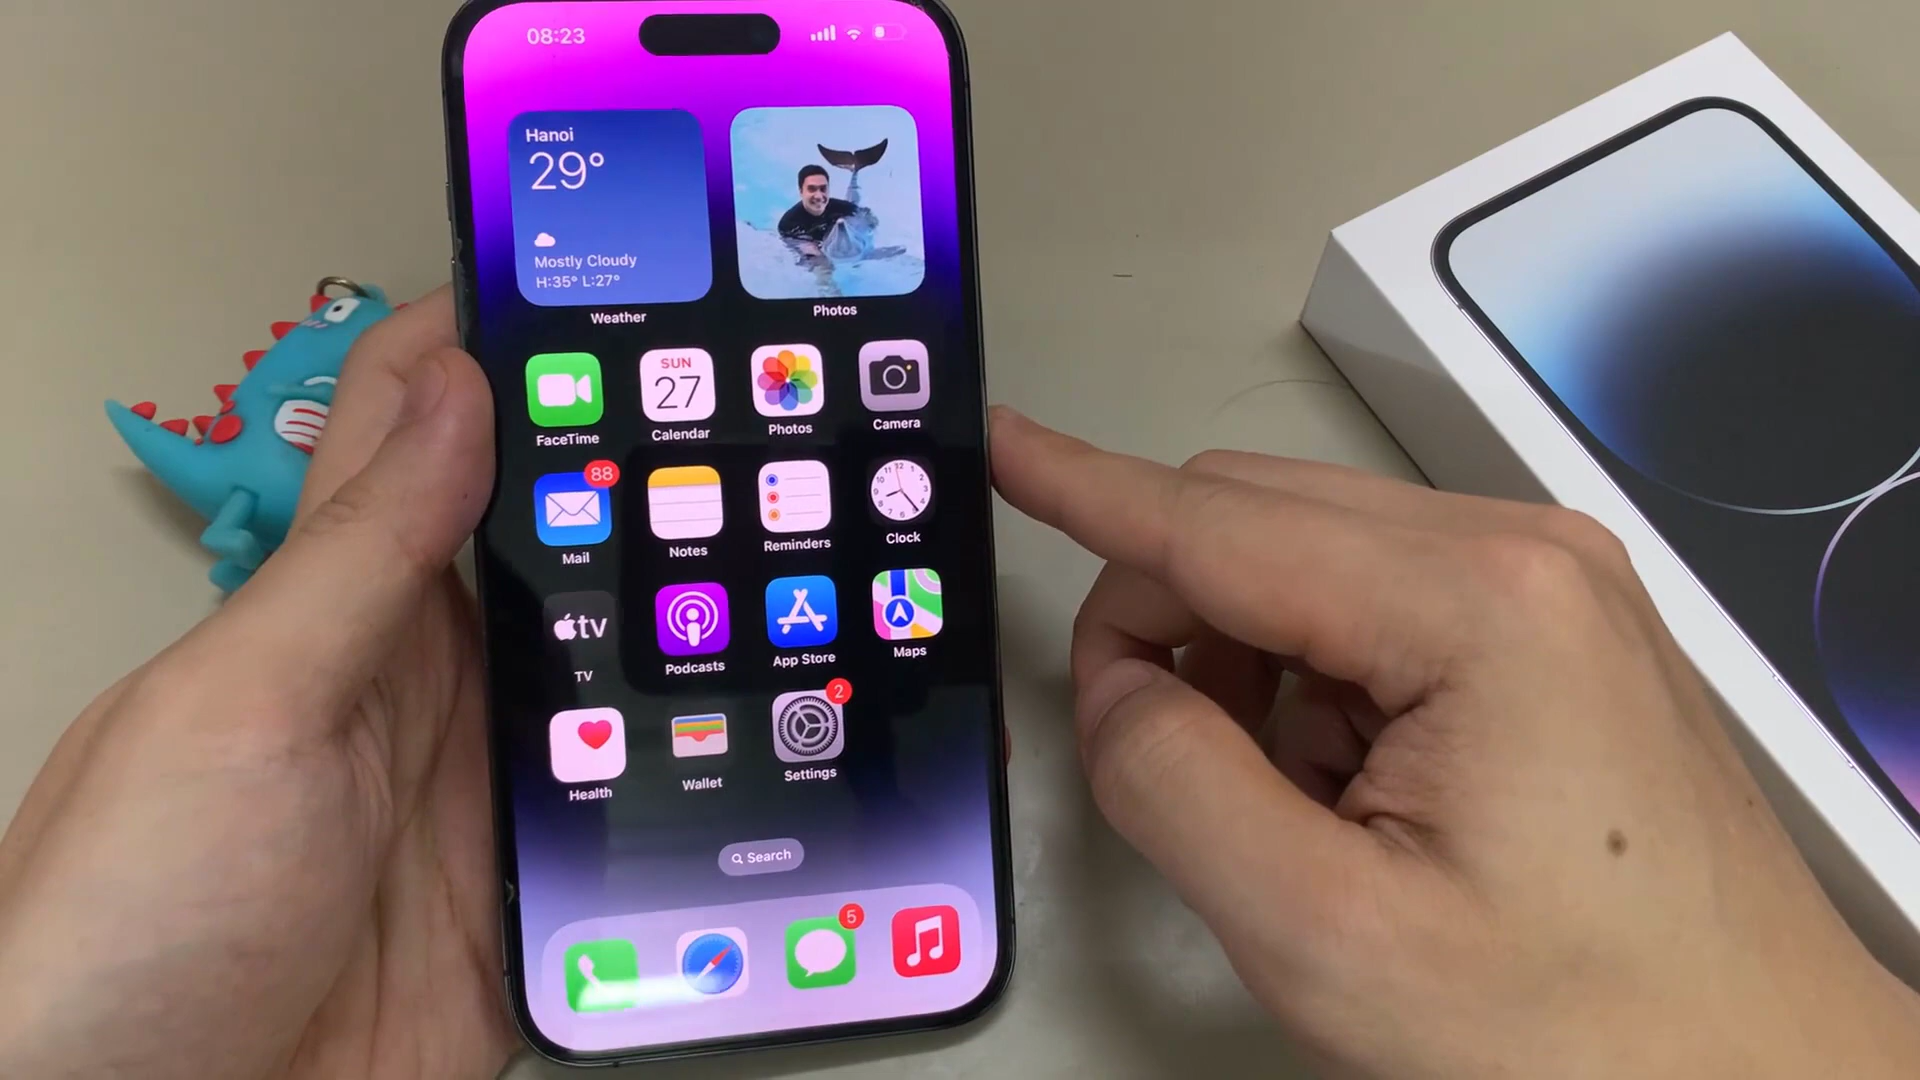 08:23
Hanoi
29°
Mostly Cloudy
H:35° L:27°
Weather
Photos
SUN
27
FaceTime
Calendar
Photos
Camera
88
12
Mail
Notes
Reminders
Clock
tv
TV
Podcasts
App Store
Maps
2
Health
Wallet
Settings
Search
5